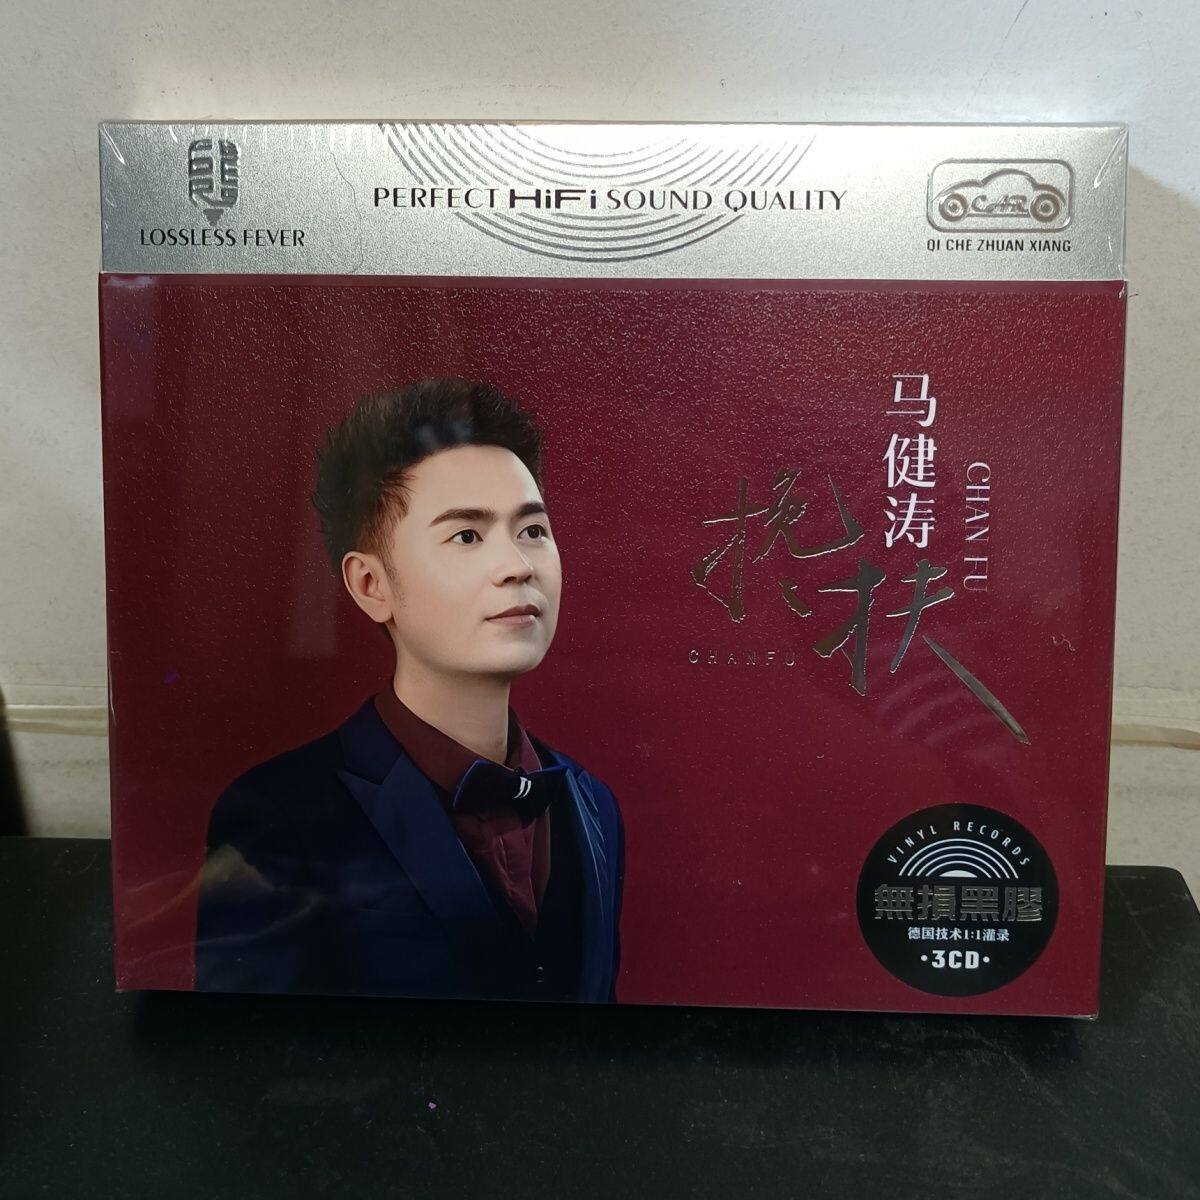 LOSSLESS FEVER
PERFECT HiFi SOUND QUALITY
CAR
QI CHE ZHUAN XIANG
马健涛
CHAN FU
搀扶
CHANFU
VINYL RECORDS
無損黑膠
德国技术1:1灌录
·3CD·